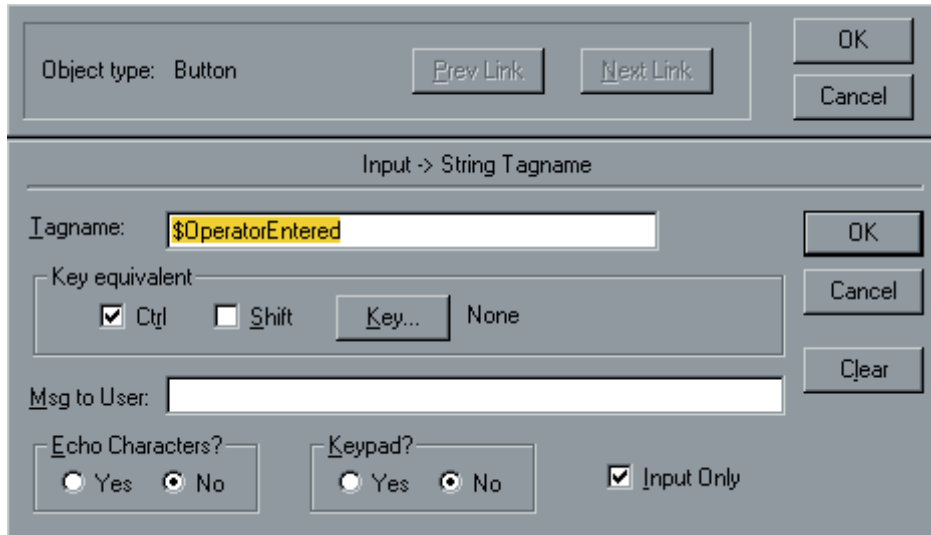 OK
Object type: Button Prev Link Next Link
Cancel
Input -> String Tagname
Tagname: $OperatorEntered OK
Key equivalent
Cancel
Ctrl Shift Key... None
Clear
Msg to User:
Echo Characters? Keypad?
Yes No Yes No Input Only